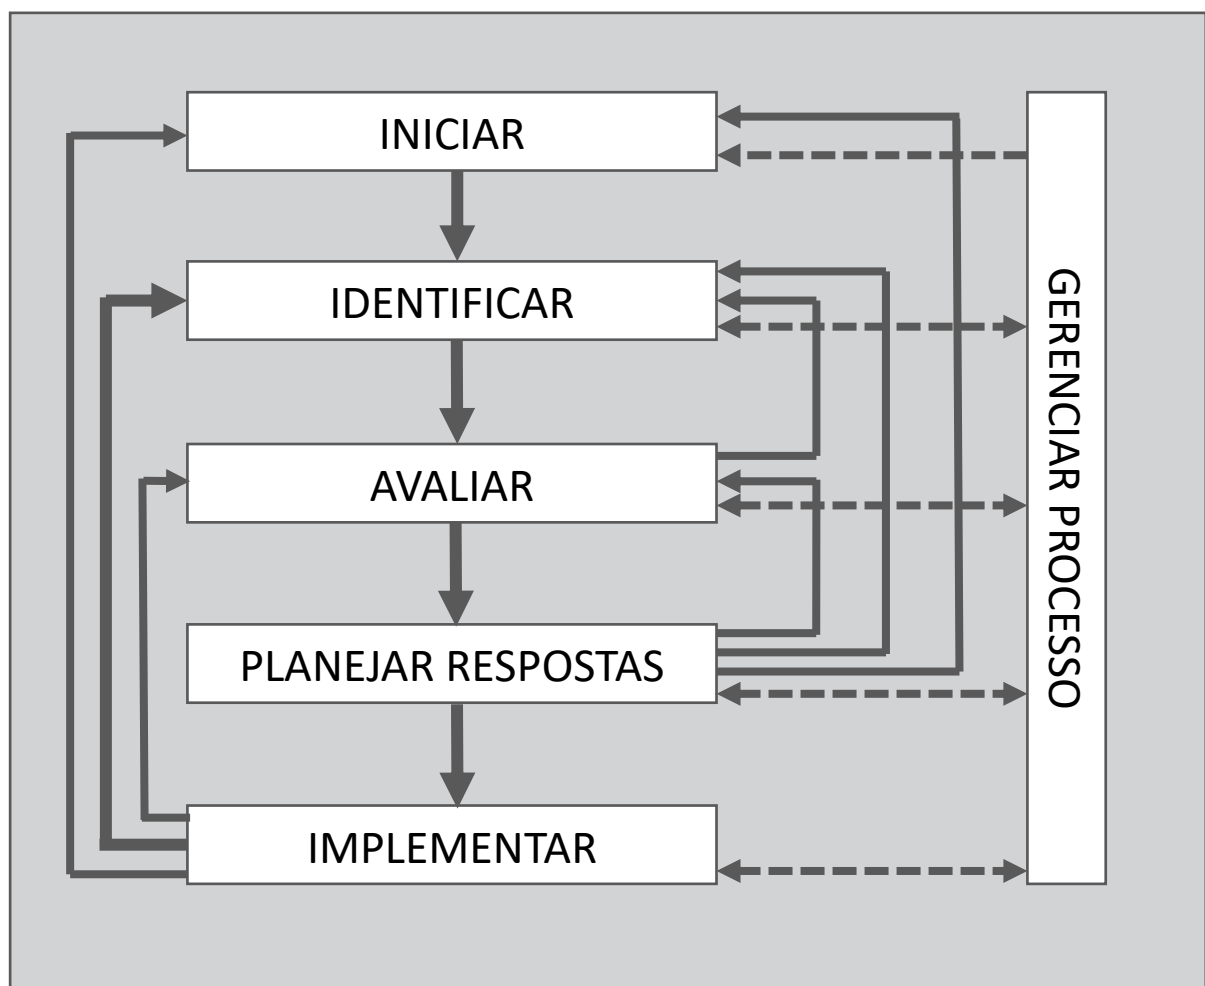 INICIAR
IDENTIFICAR
AVALIAR
PLANEJAR RESPOSTAS
IMPLEMENTAR
GERENCIAR PROCESSO